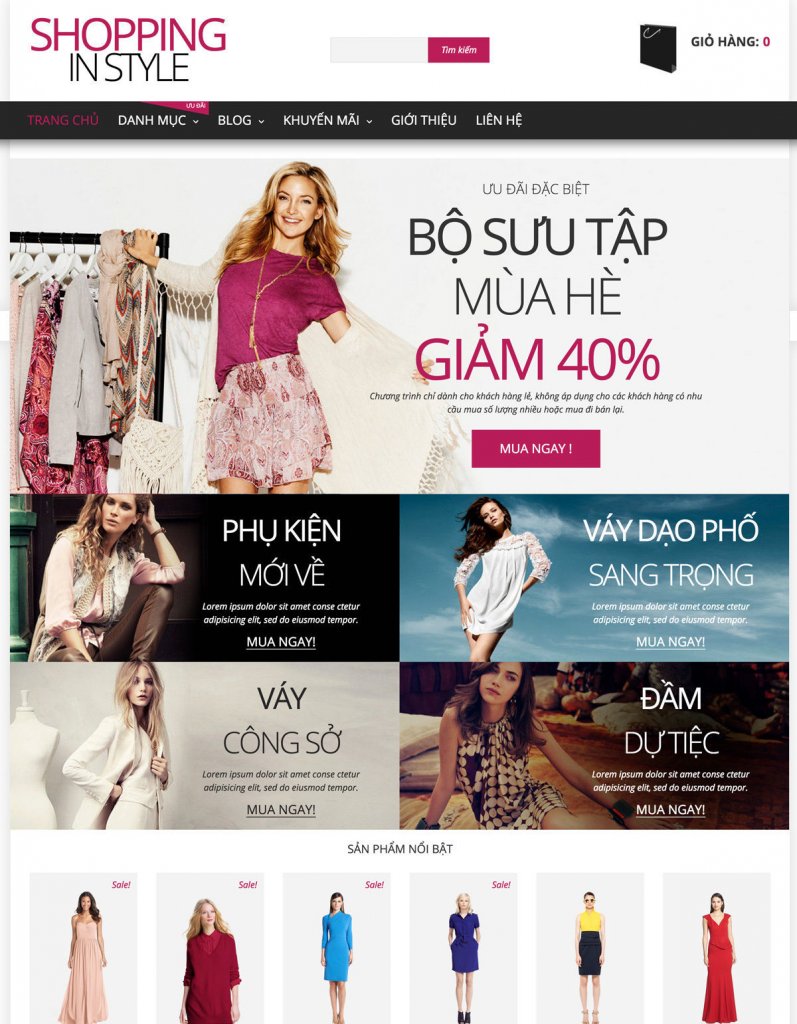 SHOPPING
IN STYLE
Tìm kiếm
GIỎ HÀNG: 0
ƯU ĐÃI
TRANG CHỦ DANH MỤC BLOG KHUYẾN MÃI GIỚI THIỆU LIÊN HỆ
ƯU ĐÃI ĐẶC BIỆT
BỘ SƯU TẬP
MÙA HÈ
GIẢM 40%
Chương trình chỉ dành cho khách hàng lẻ, không áp dụng cho các khách hàng có nhu
cầu mua số lượng nhiều hoặc mua đi bán lại.
MUA NGAY !
PHỤ KIỆN
MỚI VỀ
Lorem ipsum dolor sit amet conse ctetur
adipisicing elit, sed do eiusmod tempor.
MUA NGAY!
VÁY DẠO PHỐ
SANG TRỌNG
Lorem ipsum dolor sit amet conse ctetur
adipisicing elit, sed do eiusmod tempor.
MUA NGAY!
VÁY
CÔNG SỞ
Lorem ipsum dolor sit amet conse ctetur
adipisicing elit, sed do eiusmod tempor.
MUA NGAY!
ĐẦM
DỰ TIỆC
Lorem ipsum dolor sit amet conse ctetur
adipisicing elit, sed do eiusmod tempor.
MUA NGAY!
SẢN PHẨM NỔI BẬT
Sale!
Sale!
Sale!
Sale!